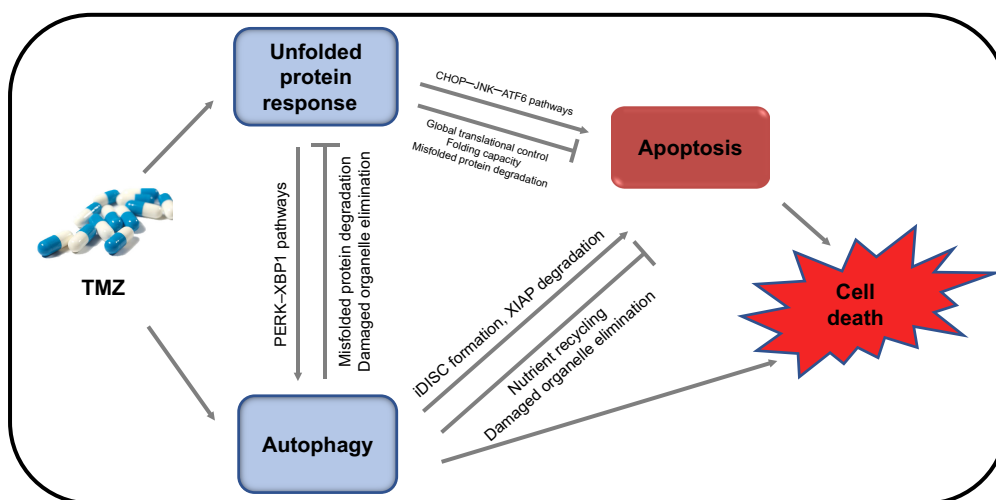 Unfolded
protein
response
CHOP–JNK–ATF6 pathways
Global translational control
Folding capacity
Misfolded protein degradation
Apoptosis
TMZ
PERK–XBP1 pathways
Misfolded protein degradation
Damaged organelle elimination
iDISC formation, XIAP degradation
Nutrient recycling
Damaged organelle elimination
Cell
death
Autophagy